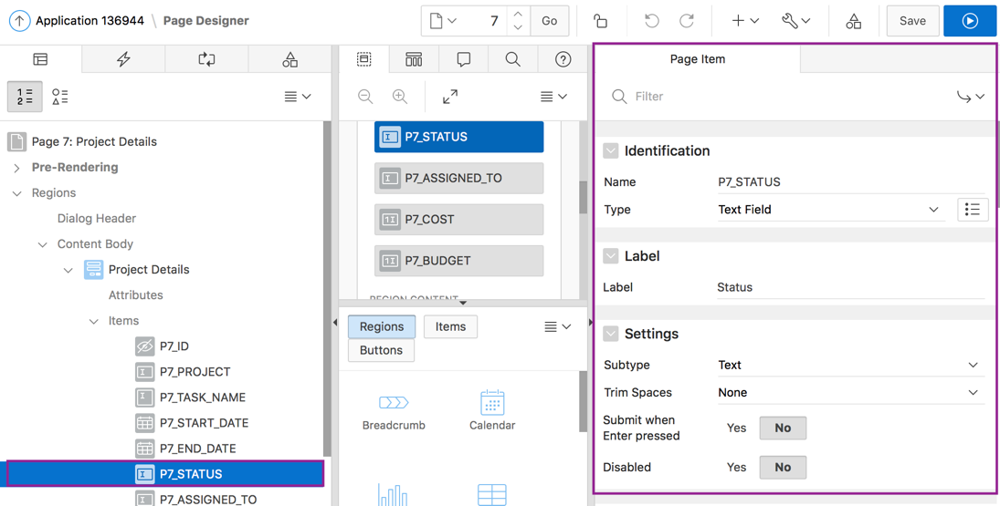 Application 136944 \ Page Designer
7
Go
Save
1
2
Page 7: Project Details
Pre-Rendering
Regions
Dialog Header
Content Body
Project Details
Attributes
Items
P7_ID
P7_PROJECT
P7_TASK_NAME
P7_START_DATE
P7_END_DATE
P7_STATUS
P7_ASSIGNED_TO
P7_STATUS
P7_ASSIGNED_TO
P7_COST
P7_BUDGET
Regions Items
Buttons
Breadcrumb Calendar
Page Item
Filter
Identification
Name P7_STATUS
Type Text Field
Label
Label Status
Settings
Subtype Text
Trim Spaces None
Submit when
Enter pressed Yes No
Disabled Yes No